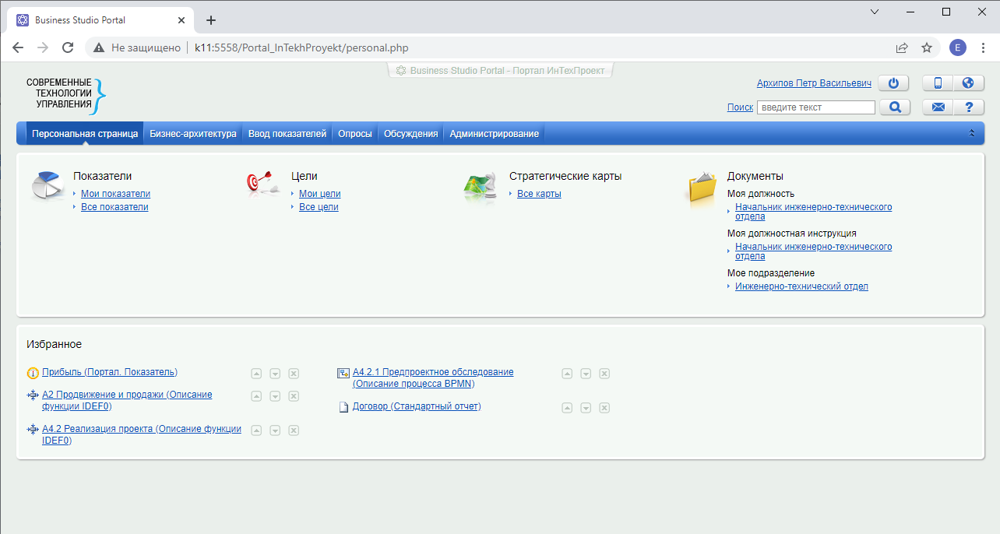 Business Studio Portal
Не защищено
k11:5558/Portal_InTekhProyekt/personal.php
E
Business Studio Portal - Портал ИнТехПроект
СОВРЕМЕННЫЕ
ТЕХНОЛОГИИ
УПРАВЛЕНИЯ
Архипов Петр Васильевич
Поиск введите текст
?
Персональная страница Бизнес-архитектура Ввод показателей Опросы Обсуждения Администрирование
Показатели
Мои показатели
Все показатели
Цели
Мои цели
Все цели
Стратегические карты
Все карты
Документы
Моя должность
Начальник инженерно-технического
отдела
Моя должностная инструкция
Начальник инженерно-технического
отдела
Мое подразделение
Инженерно-технический отдел
Избранное
Прибыль (Портал. Показатель)
A2 Продвижение и продажи (Описание
функции IDEF0)
A4.2 Реализация проекта (Описание функции
IDEF0)
A4.2.1 Предпроектное обследование
(Описание процесса BPMN)
Договор (Стандартный отчет)